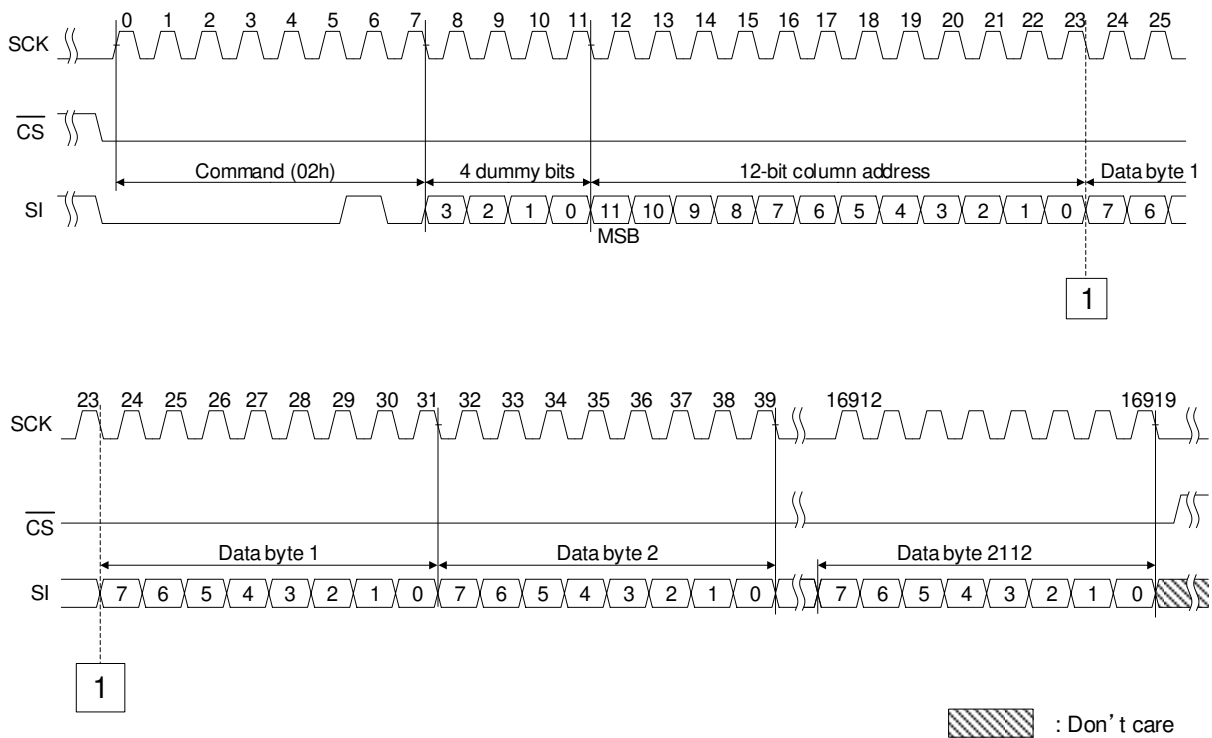 0 1 2 3 4 5 6 7 8 9 10 11 12 13 14 15 16 17 18 19 20 21 22 23 24 25
SCK
CS
Command (02h) 4 dummy bits 12-bit column address Data byte 1
SI 3 2 1 0 11 10 9 8 7 6 5 4 3 2 1 0 7 6
MSB
1
23 24 25 26 27 28 29 30 31 32 33 34 35 36 37 38 39 16912 16919
SCK
CS
Data byte 1 Data byte 2 Data byte 2112
SI 7 6 5 4 3 2 1 0 7 6 5 4 3 2 1 0 7 6 5 4 3 2 1 0
1
: Don't care